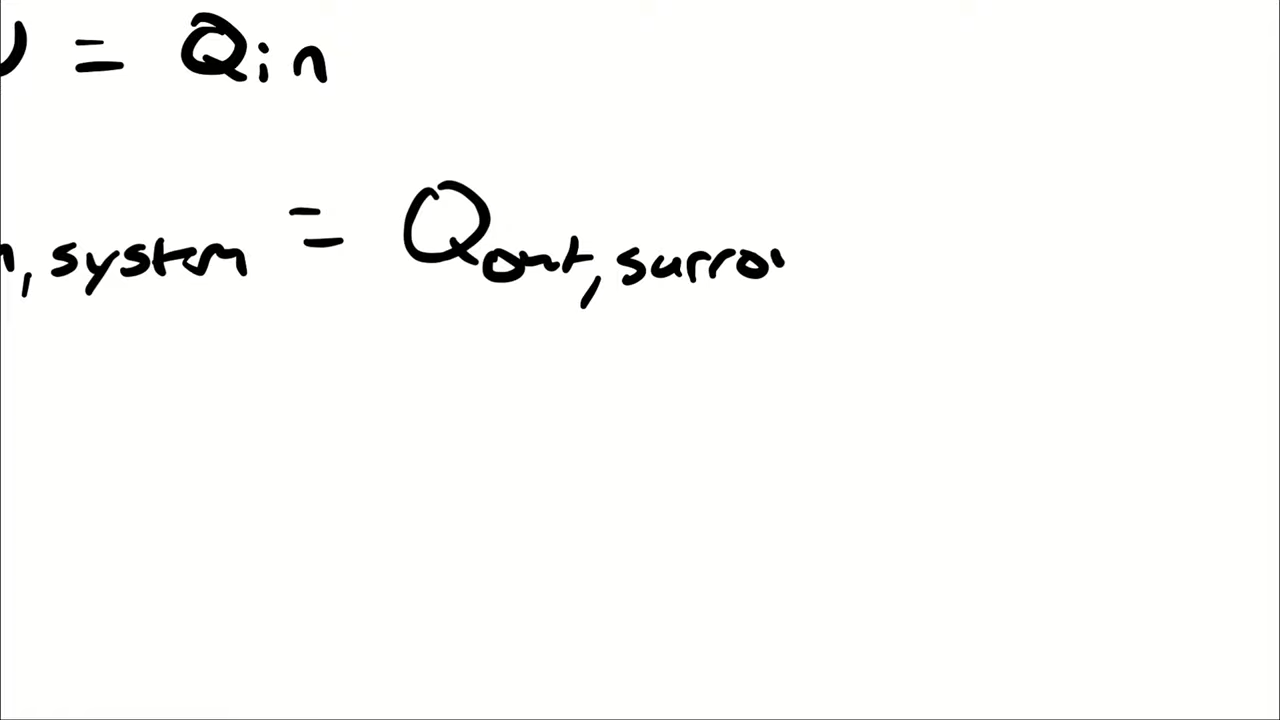 = Qin
, system = Qout, surro